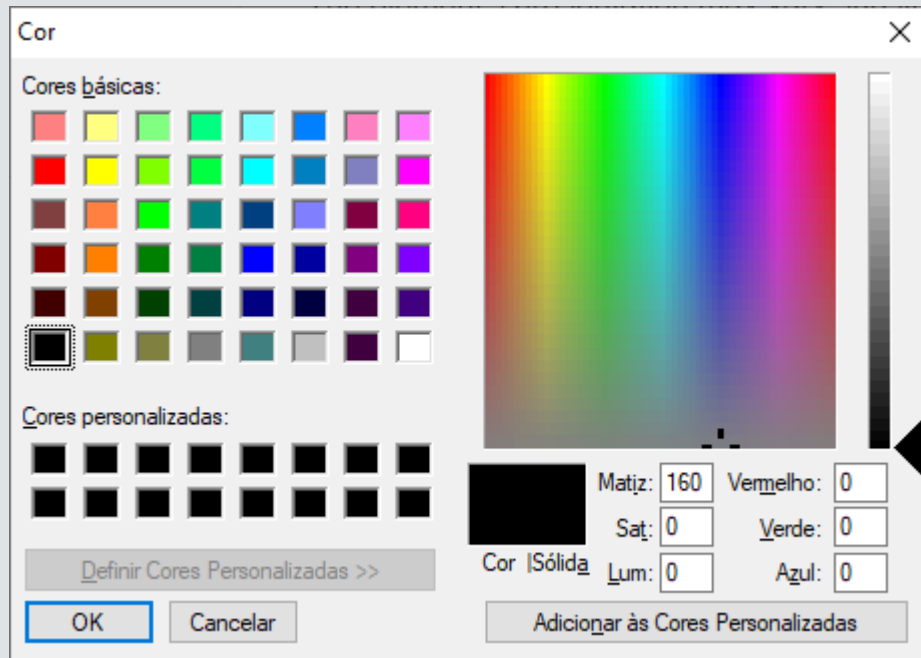 Cor
Cores básicas:
Cores personalizadas:
Definir Cores Personalizadas >>
OK
Cancelar
Matiz: 160
Sat: 0
Lum: 0
Vermelho: 0
Verde: 0
Azul: 0
Cor |Sólida
Adicionar às Cores Personalizadas